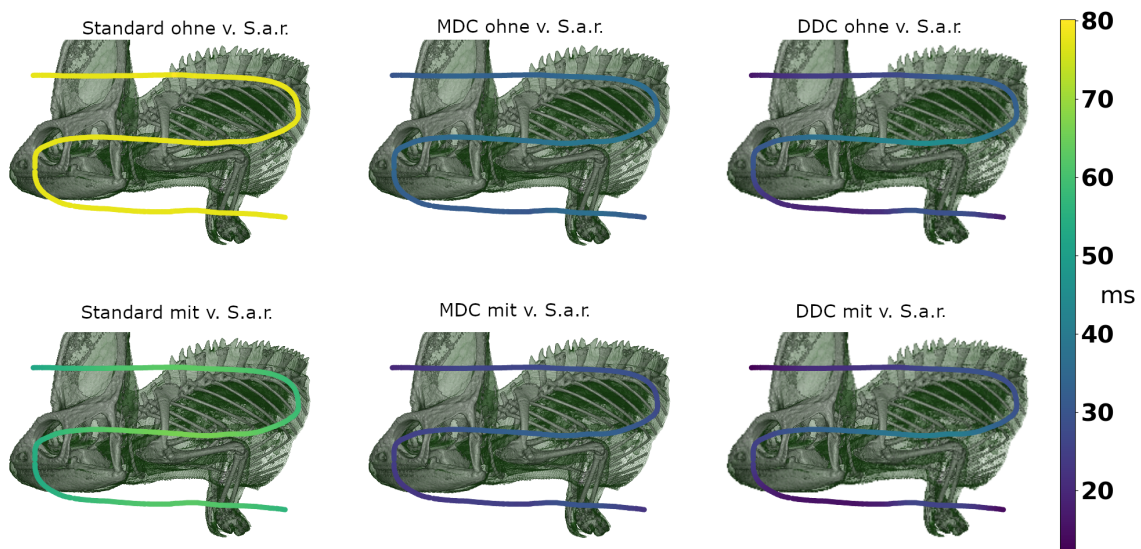 Standard ohne v. S.a.r.
MDC ohne v. S.a.r.
DDC ohne v. S.a.r.
80
70
60
50
ms
40
30
20
Standard mit v. S.a.r.
MDC mit v. S.a.r.
DDC mit v. S.a.r.